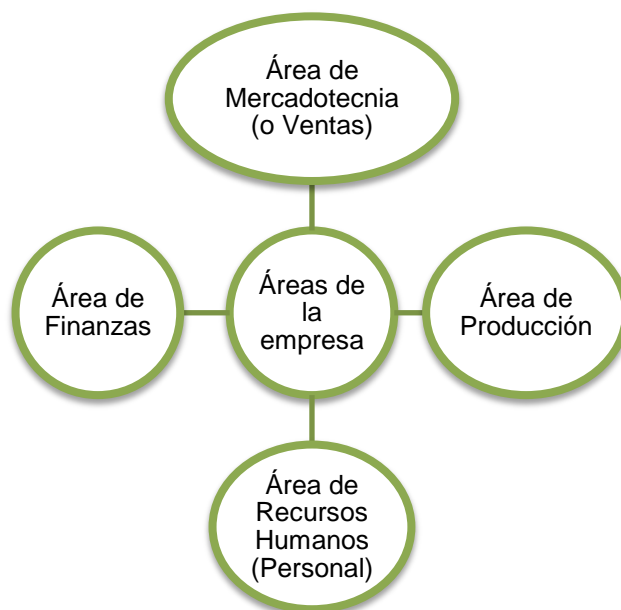 Área de
Mercadotecnia
(o Ventas)
Área de
Finanzas
Áreas de
la
empresa
Área de
Producción
Área de
Recursos
Humanos
(Personal)